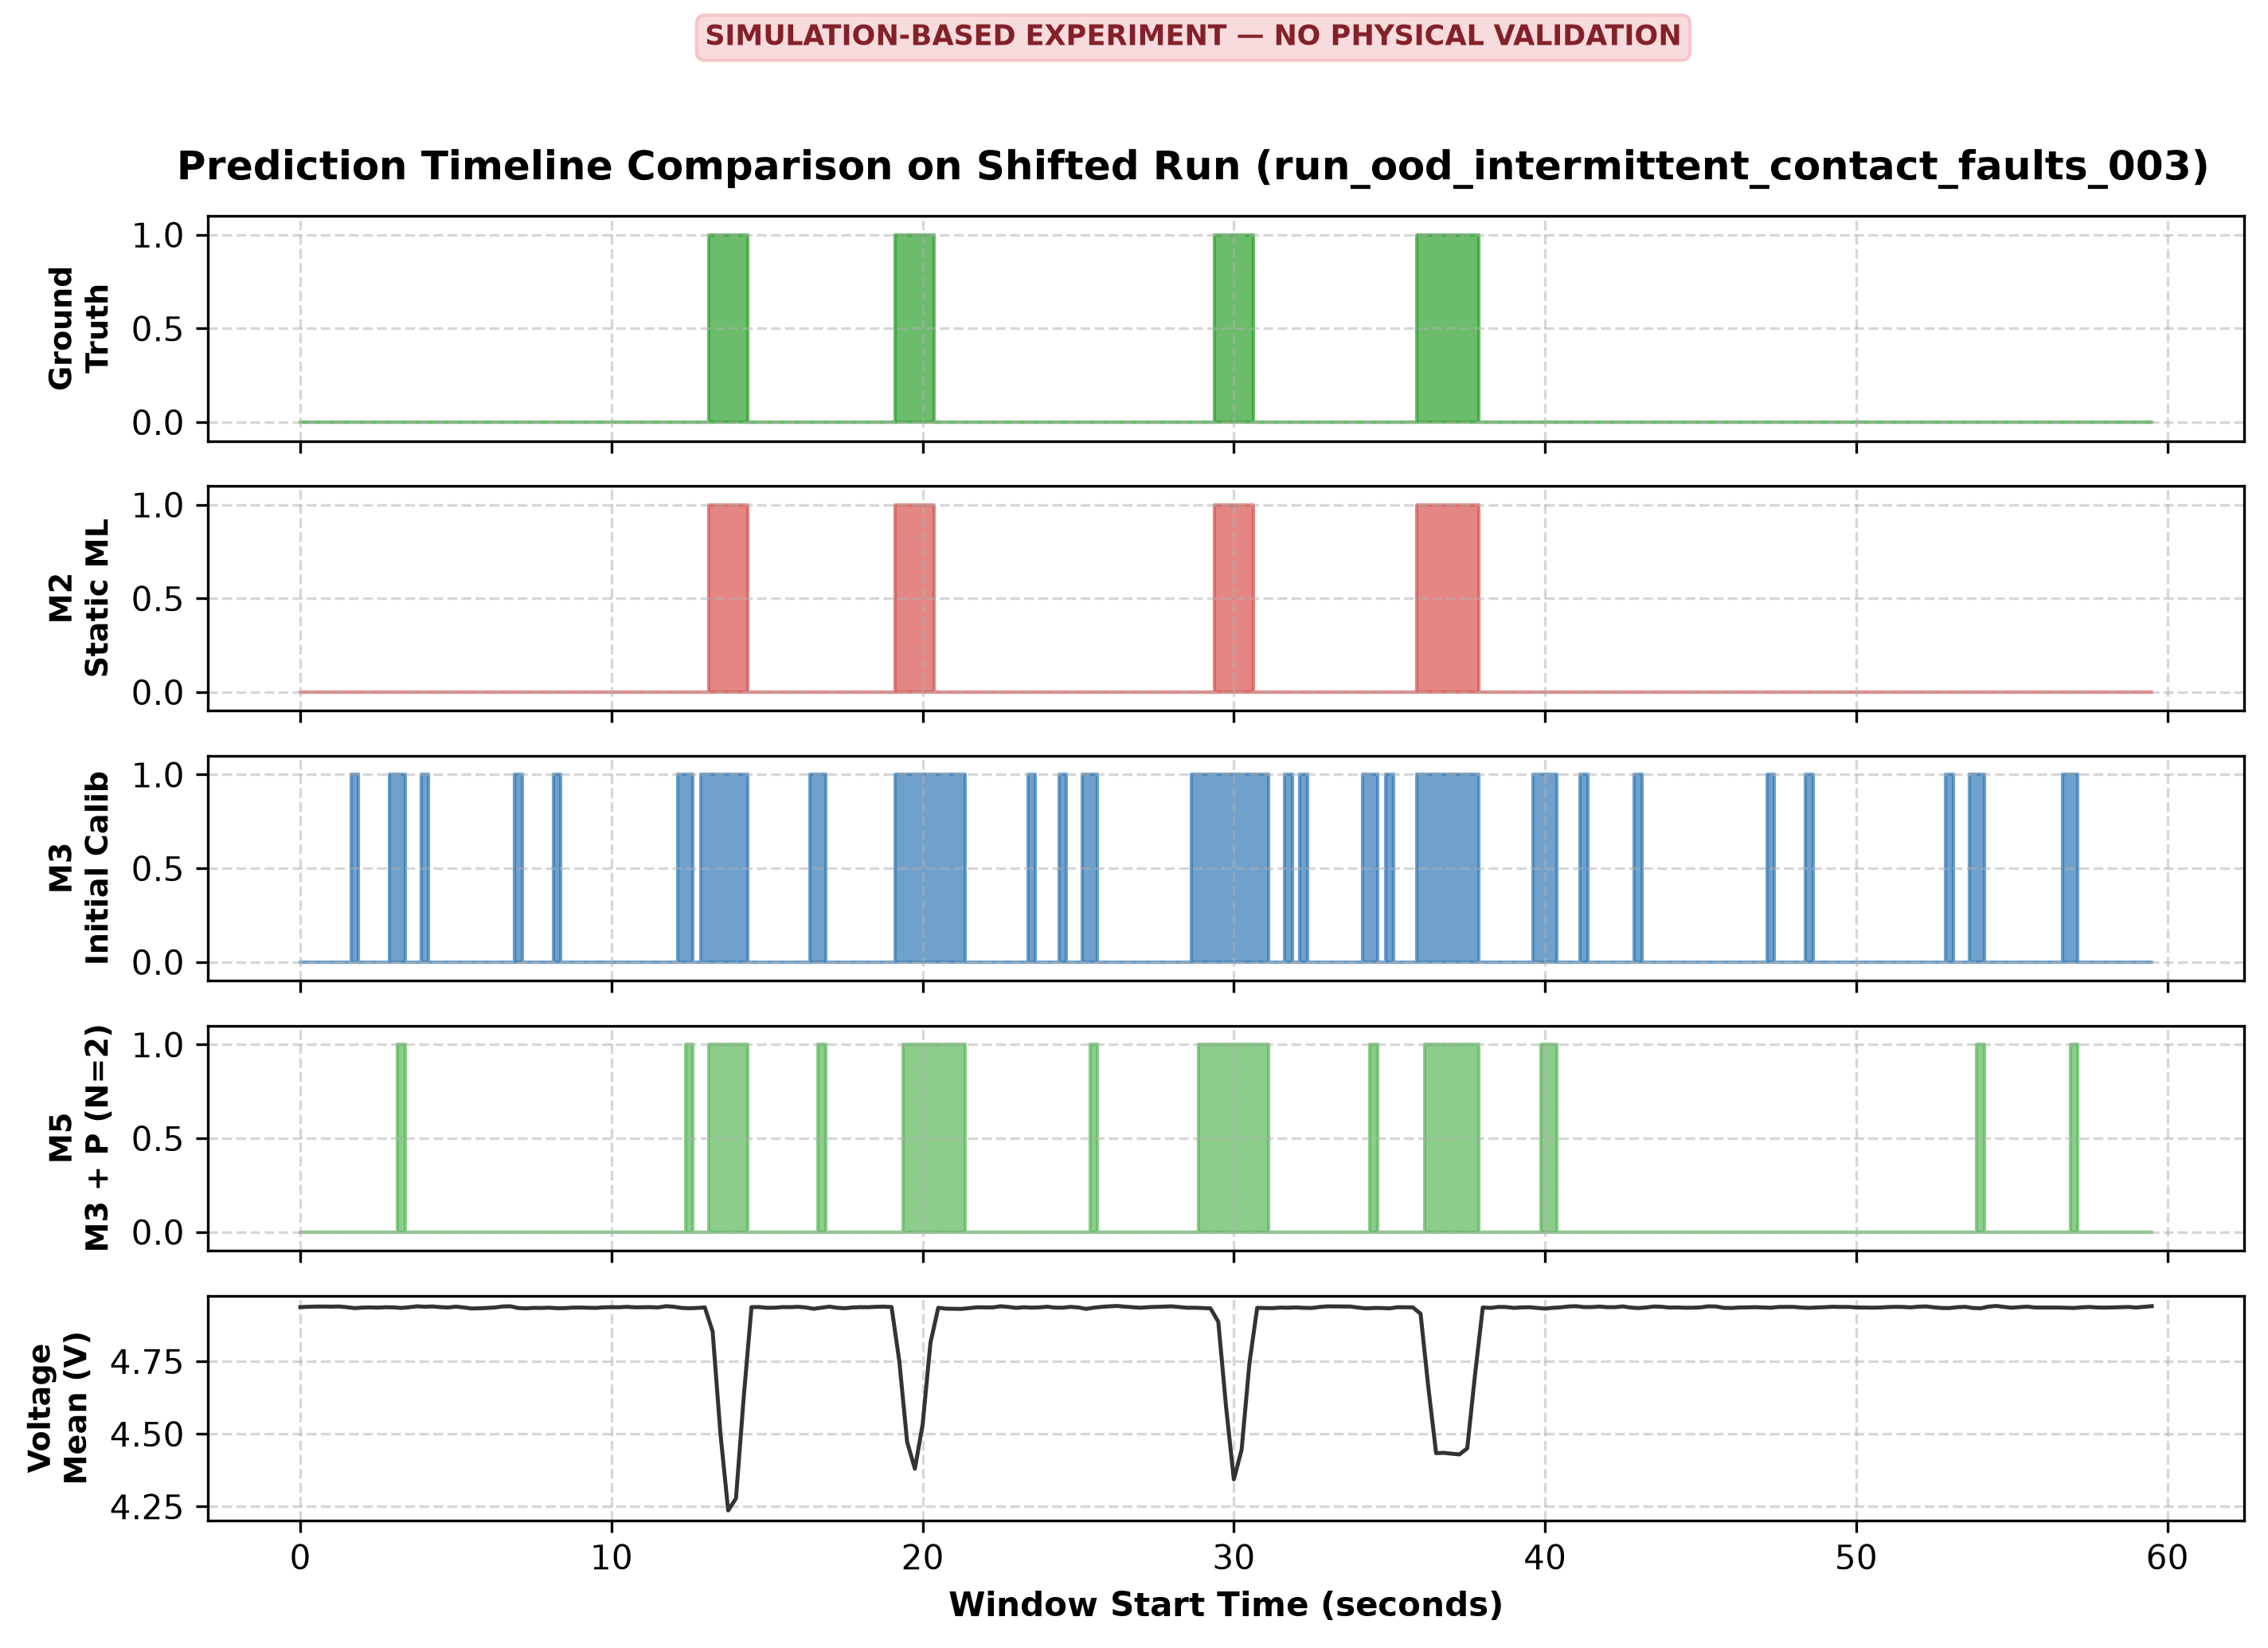 SIMULATION-BASED EXPERIMENT — NO PHYSICAL VALIDATION
Prediction Timeline Comparison on Shifted Run (run_ood_intermittent_contact_faults_003)
Ground
Truth
1.0
0.5
0.0
M2
Static ML
1.0
0.5
0.0
M3
Initial Calib
1.0
0.5
0.0
M5
M3 + P (N=2)
1.0
0.5
0.0
Voltage
Mean (V)
4.75
4.50
4.25
0 10 20 30 40 50 60
Window Start Time (seconds)